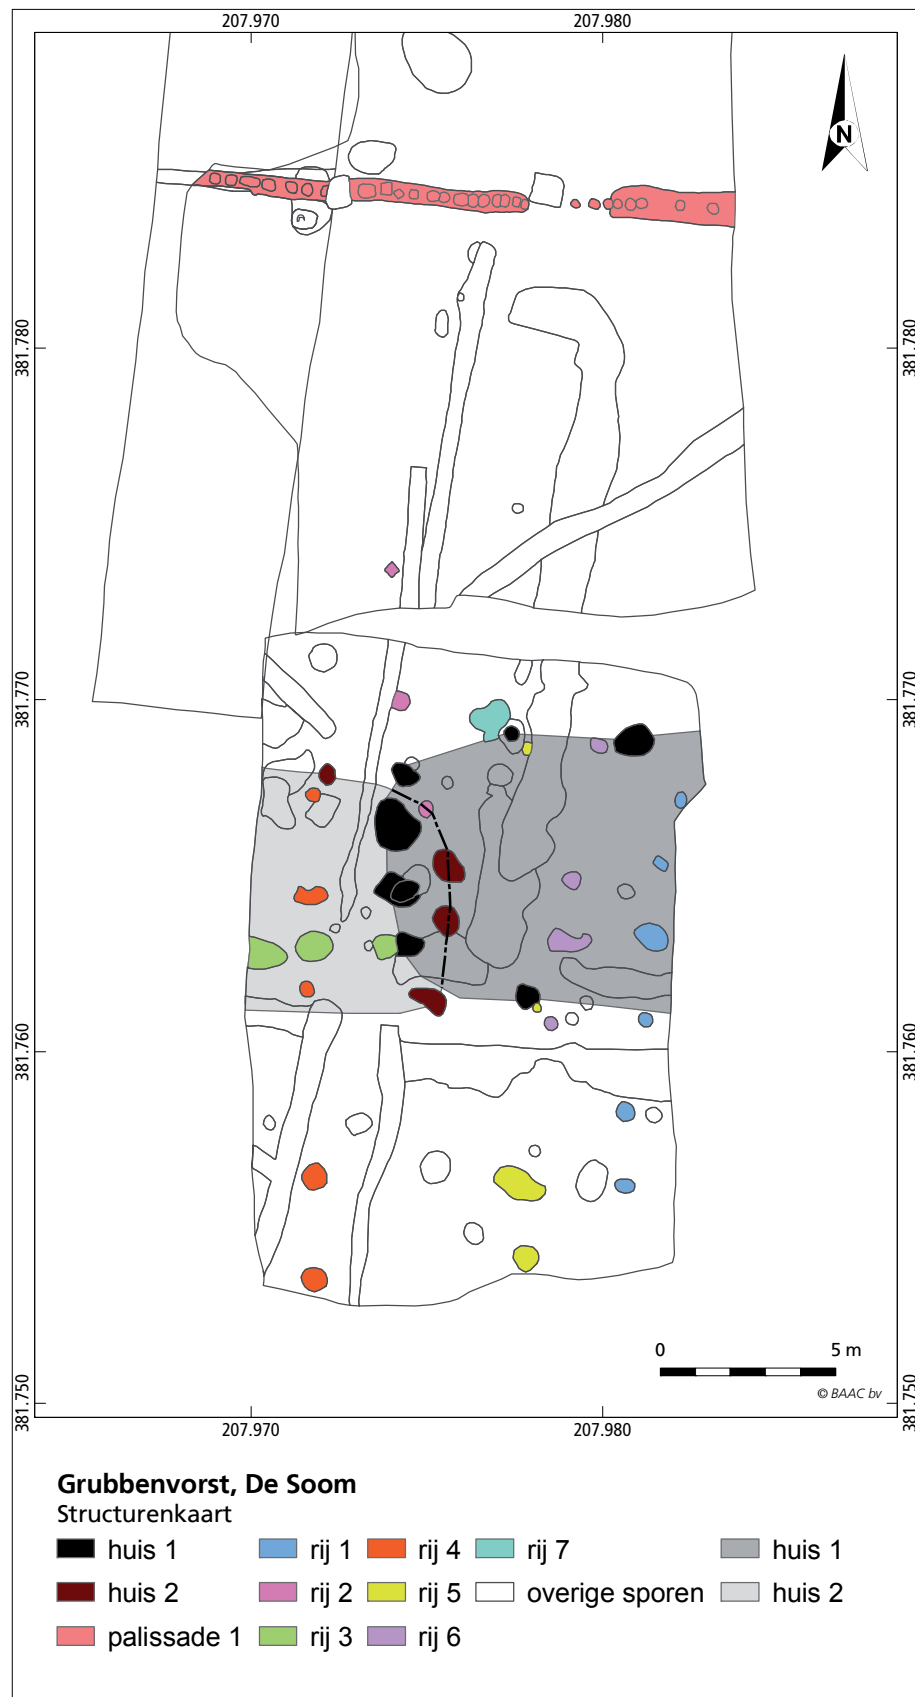 207.970 207.980
N
381.780 381.780
381.770 381.770
381.760 381.760
0 5 m
© BAAC bv
381.750 381.750
207.970 207.980
Grubbenvorst, De Soom
Structurenkaart
huis 1 rij 1 rij 4 rij 7 huis 1
huis 2 rij 2 rij 5 overige sporen huis 2
palissade 1 rij 3 rij 6